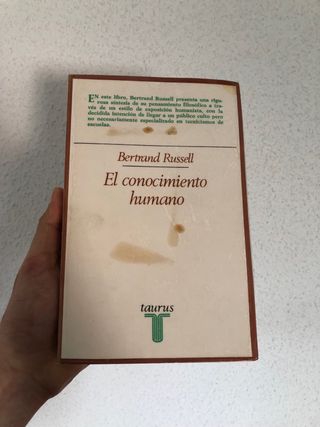 EN este libro, Bertrand Russell presenta una rigu-
rosa síntesis de su pensamiento filosófico a tra-
vés de un estilo de exposición humanista, con la
decidida intención de llegar a un público culto pero
no necesariamente especializado en tecnicismos de
escuelas.
Bertrand Russell
El conocimiento
humano
taurus